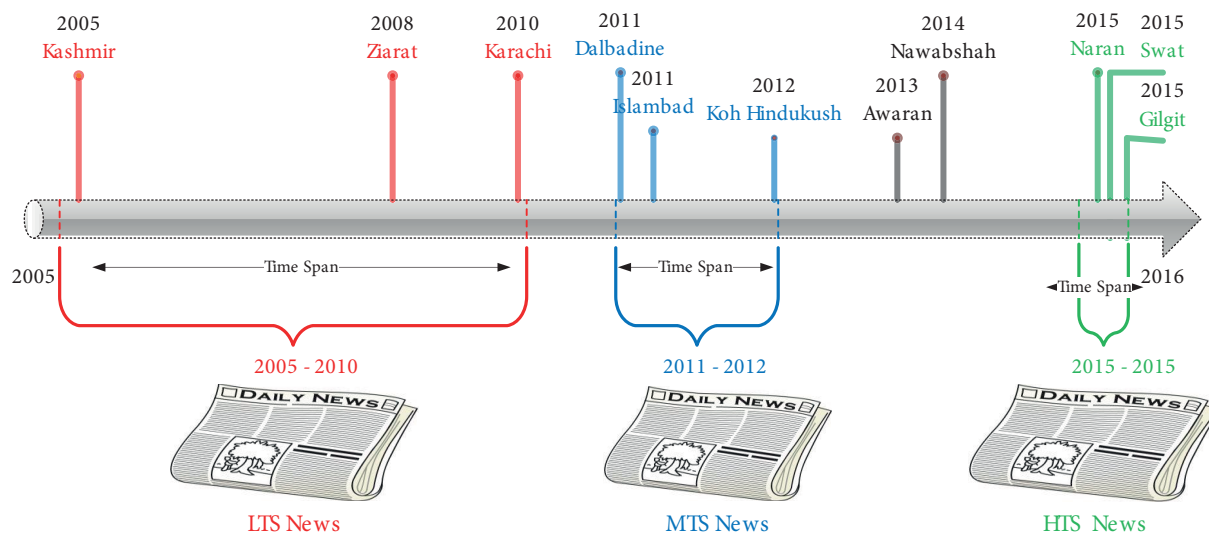 2005
Kashmir
2008
Ziarat
2010
Karachi
2011
Dalbadine
2011
Islambad
2012
Koh Hindukush
2013
Awaran
2014
Nawabshah
2015
Naran
2015
Swat
2015
Gilgit
2005
Time Span
Time Span
Time Span
2016
2005 - 2010
2011 - 2012
2015 - 2015
DAILY NEWS
DAILY NEWS
DAILY NEWS
LTS News
MTS News
HTS News